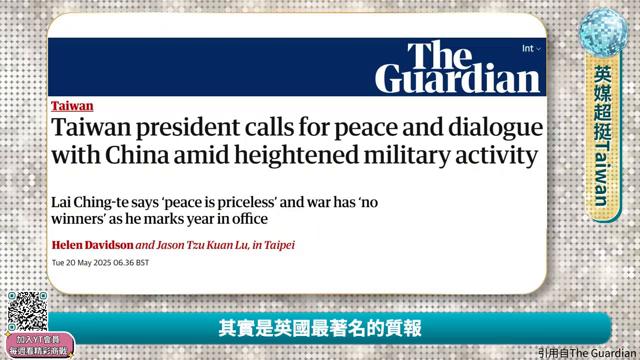 The
Guardian
Int
Taiwan
Taiwan president calls for peace and dialogue
with China amid heightened military activity
Lai Ching-te says ‘peace is priceless’ and war has ‘no
winners’ as he marks year in office
Helen Davidson and Jason Tzu Kuan Lu, in Taipei
Tue 20 May 2025 06.36 BST
英媒超挺Taiwan
加入YT會員
每週看精彩商戰
其實是英國最著名的質報
引用自The Guardian